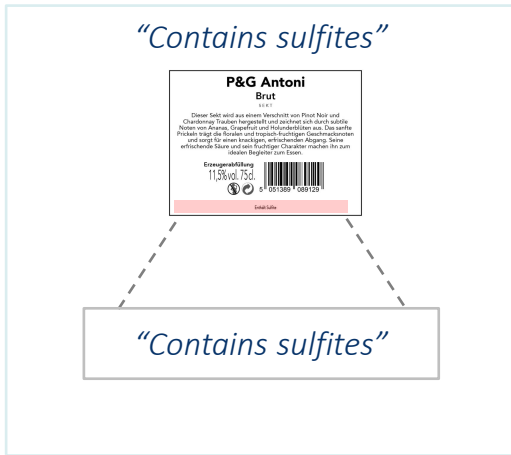 “Contains sulfites”
P&G Antoni
Brut
SEKT
Dieser Sekt wird aus einem Verschnitt von Pinot Noir und
Chardonnay Trauben hergestellt und zeichnet sich durch subtile
Noten von Ananas, Grapefruit und Holunderblüten aus. Das sanfte
Prickeln trägt die floralen und tropisch-fruchtigen Geschmacksnoten
und sorgt für einen knackigen, erfrischenden Abgang. Seine
erfrischende Säure und sein fruchtiger Charakter machen ihn zum
idealen Begleiter zum Essen.
Erzeugerabfüllung
11,5% vol. 75 cl.
5 051389 089129
Enthält Sulfite
“Contains sulfites”